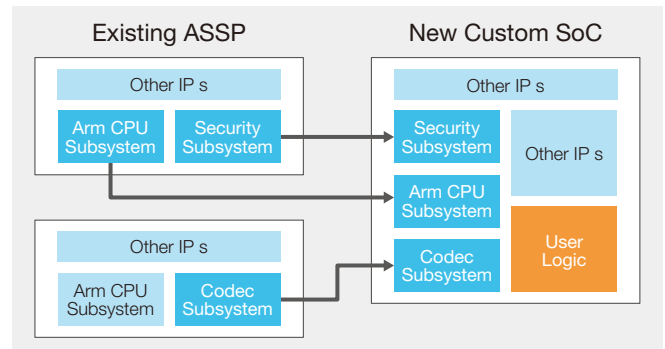 Existing ASSP
Other IP s
Arm CPU
Subsystem
Security
Subsystem
Other IP s
Arm CPU
Subsystem
Codec
Subsystem
New Custom SoC
Other IP s
Security
Subsystem
Arm CPU
Subsystem
Codec
Subsystem
Other IP s
User
Logic